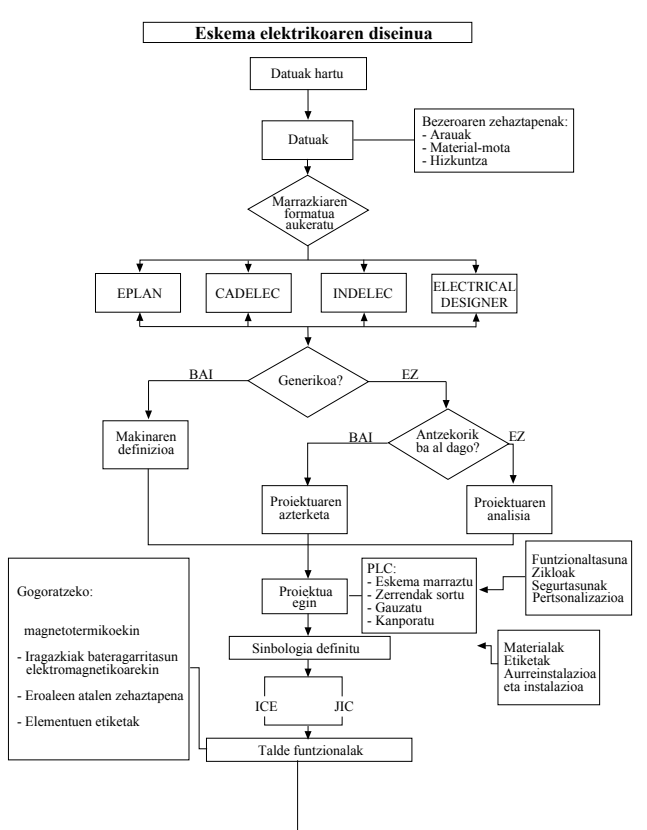 Eskema elektrikoaren diseinua
Datuak hartu
Datuak
Bezeroaren zehaztapenak:
- Arauak
- Material-mota
- Hizkuntza
Marrazkiaren
formatua
aukeratu
EPLAN
CADELEC
INDELEC
ELECTRICAL
DESIGNER
BAI
Generikoa?
EZ
Makinaren
definizioa
BAI
Antzekorik
ba al dago?
EZ
Proiektuaren
azterketa
Proiektuaren
analisia
Gogoratzeko:
magnetotermikoekin
- Iragazkiak bateragarritasun
elektromagnetikoarekin
- Eroaleen atalen zehaztapena
- Elementuen etiketak
Proiektua
egin
PLC:
- Eskema marraztu
- Zerrendak sortu
- Gauzatu
- Kanporatu
Funtzionaltasuna
Zikloak
Segurtasunak
Pertsonalizazioa
Sinbologia definitu
Materialak
Etiketak
Aurreinstalazioa
eta instalazioa
ICE
JIC
Talde funtzionalak